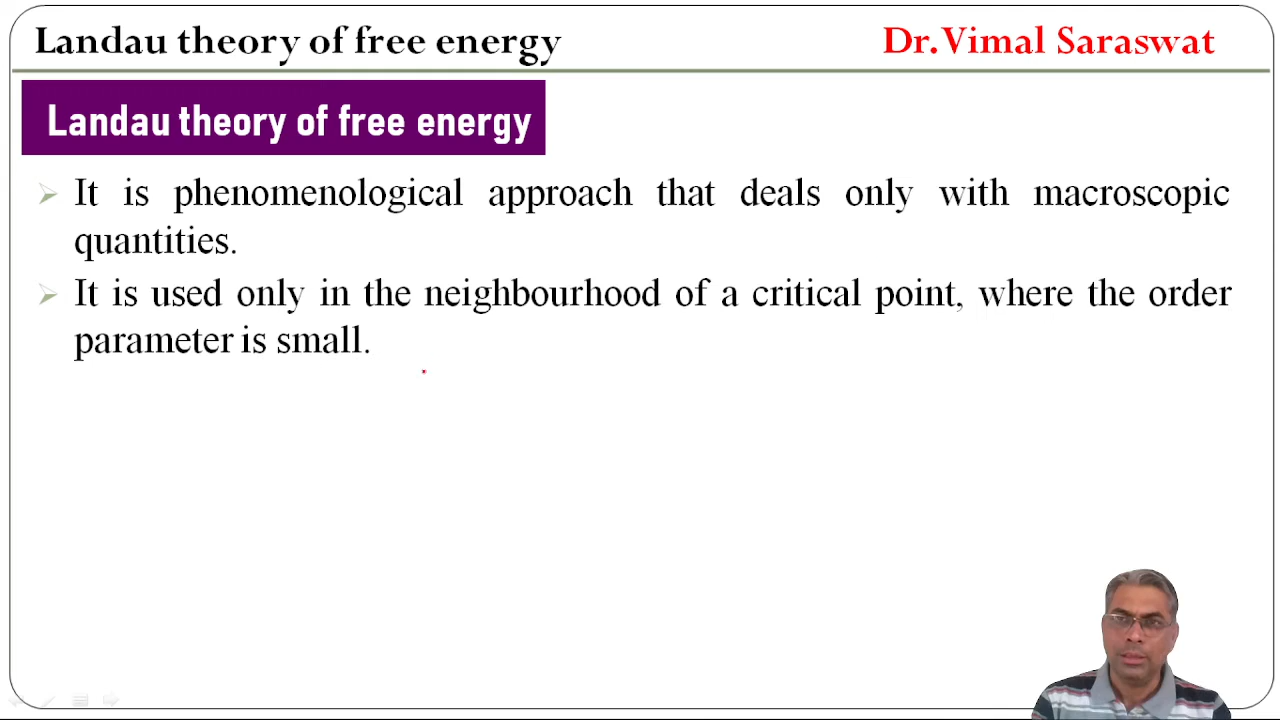 Landau theory of free energy
Dr. Vimal Saraswat
Landau theory of free energy
It is phenomenological approach that deals only with macroscopic
quantities.
It is used only in the neighbourhood of a critical point, where the order
parameter is small.